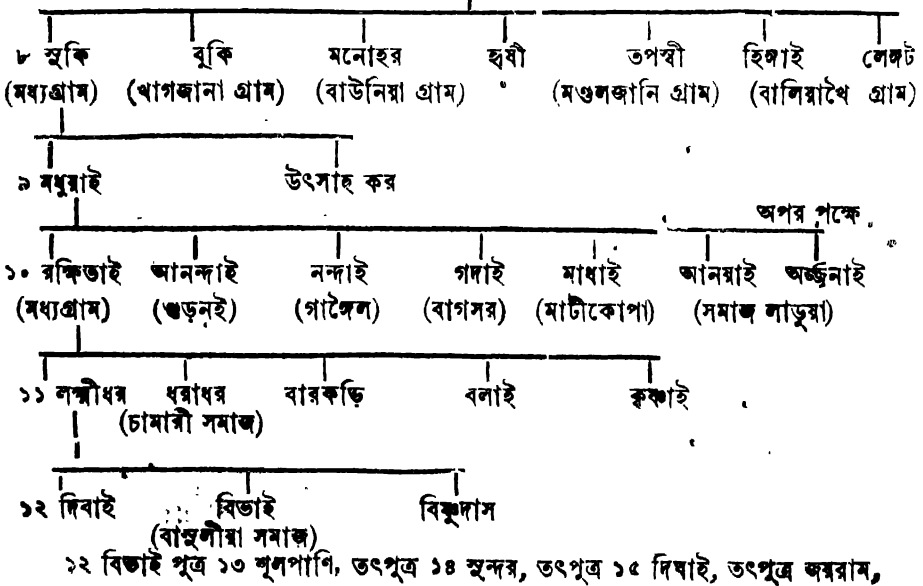 ৮ সুকি বুকি মনোহর হৃষী তপস্বী হিঙ্গাই লেঙ্গট
(মধ্যগ্রাম) (খাগজানা গ্রাম) (বাউনিয়া গ্রাম) (মণ্ডলজানি গ্রাম) (বালিয়াখৈ গ্রাম)
৯ মধুরাই উৎসাহ কর
অপর পক্ষে
১০ রক্ষিতাই আনন্দাই নন্দাই গদাই মাধাই আনয়াই অর্জ্জুনাই
(মধ্যগ্রাম) (গুড়নই) (গাঙ্গৈল) (বাগসর) (মাটীকোপা) (সমাজ লাড়ুয়া)
১১ লক্ষ্মীধর ধরাধর বারকড়ি বলাই কৃষ্ণাই
(চামারী সমাজ)
১২ দিবাই বিভাই বিষ্ণুদাস
(বাসুলীয়া সমাজ)
১২ বিভাই পুত্র ১৩ শূলপাণি, তৎপুত্র ১৪ সুন্দর, তৎপুত্র ১৫ দিঘাই, তৎপুত্র জয়রাম,